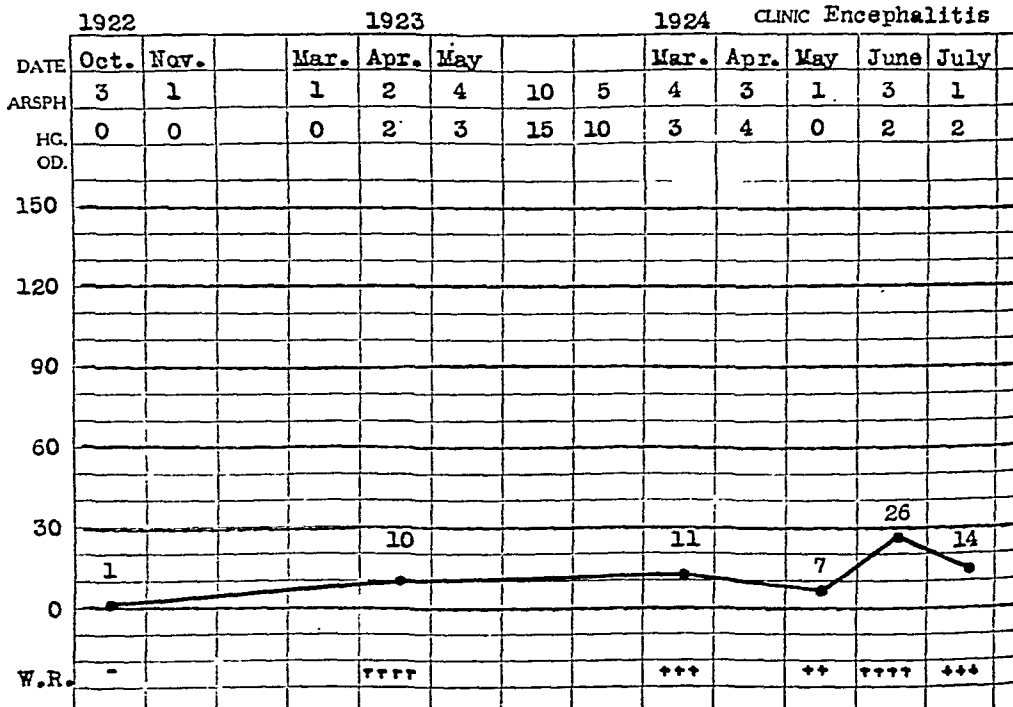 1922 1923 1924 CLINIC Encephalitis
DATE Oct. Nov. Mar. Apr. May Mar. Apr. May June July
ARSPH 3 1 1 2 4 10 5 4 3 1 3 1
HG. 0 0 0 2 3 15 10 3 4 0 2 2
OD.
150
120
90
60
30
26
10 11 14
1 7
0
W.R. - ++++ +++ ++ ++++ +++